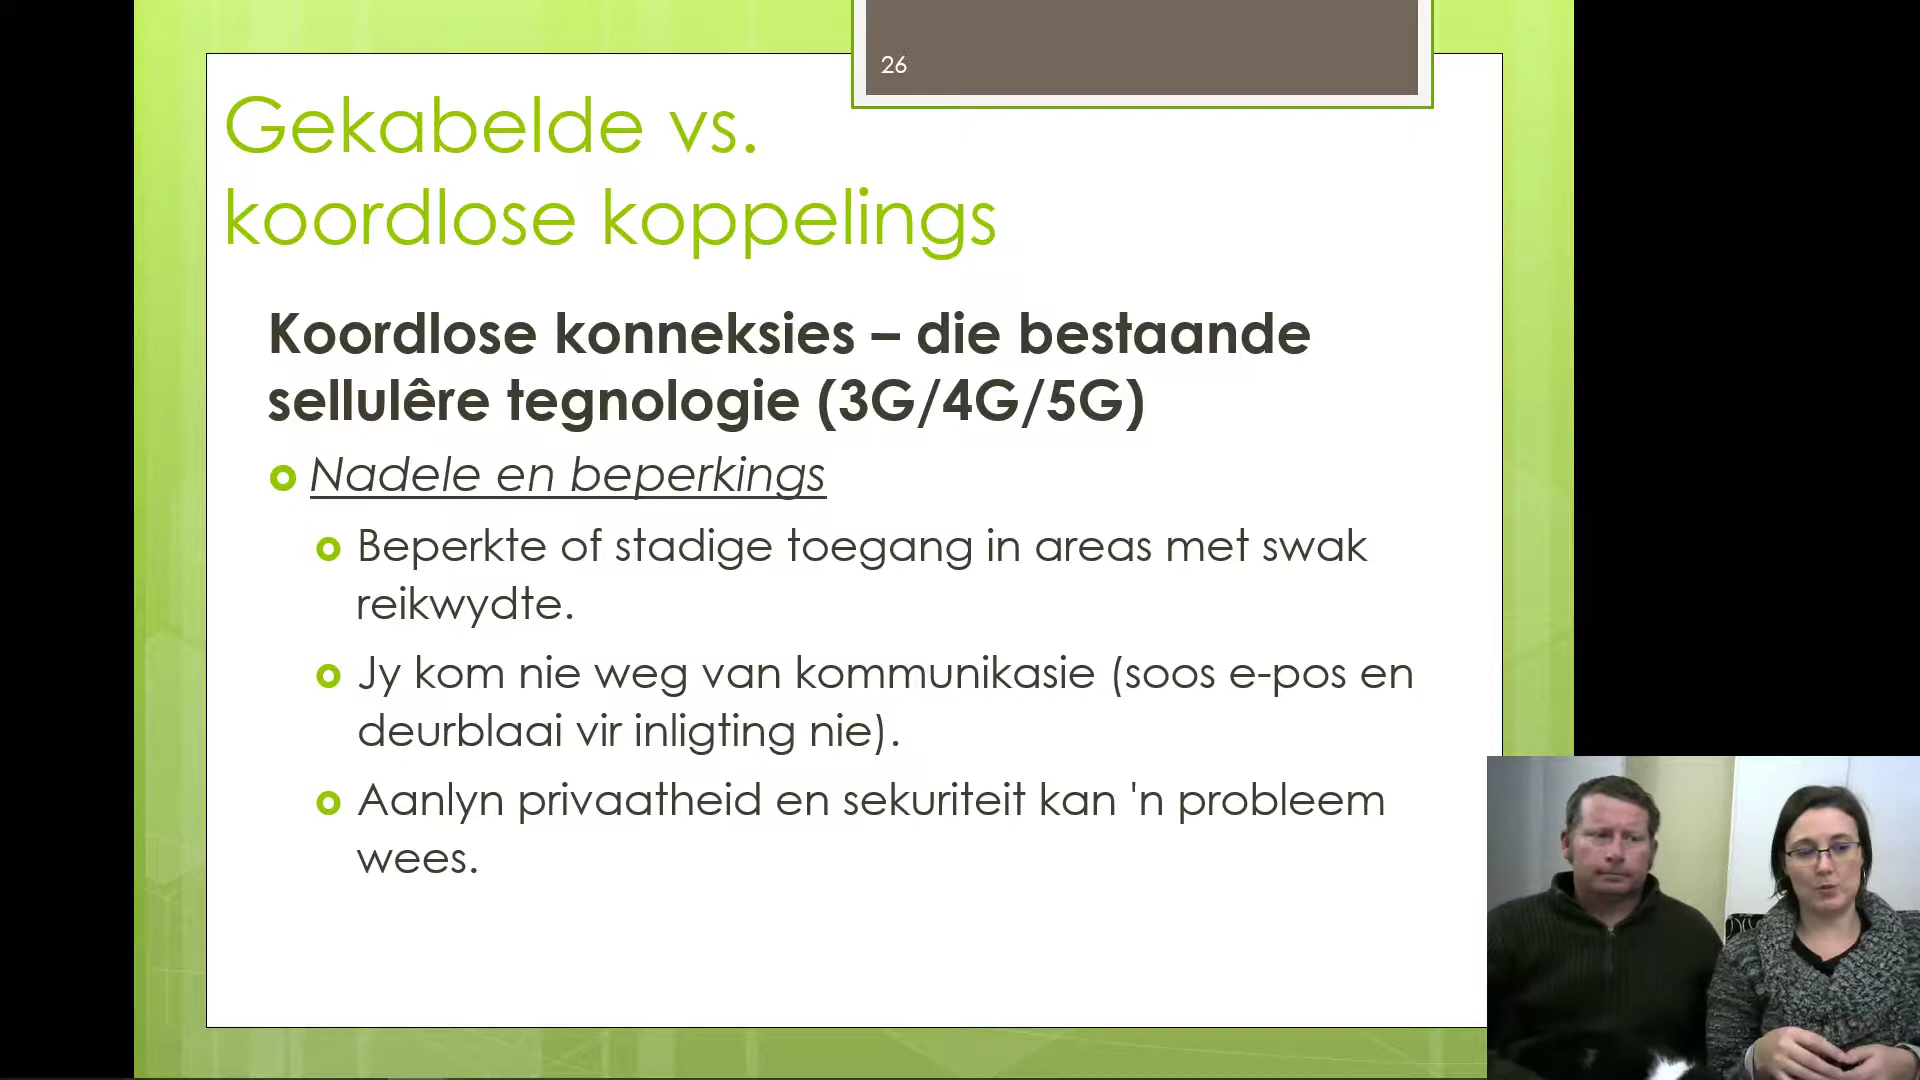 26
Gekabelde vs.
koordlose koppelings
Koordlose konneksies – die bestaande
sellulêre tegnologie (3G/4G/5G)
Nadele en beperkings
Beperkte of stadige toegang in areas met swak
reikwydte.
Jy kom nie weg van kommunikasie (soos e-pos en
deurblaai vir inligting nie).
Aanlyn privaatheid en sekuriteit kan 'n probleem
wees.